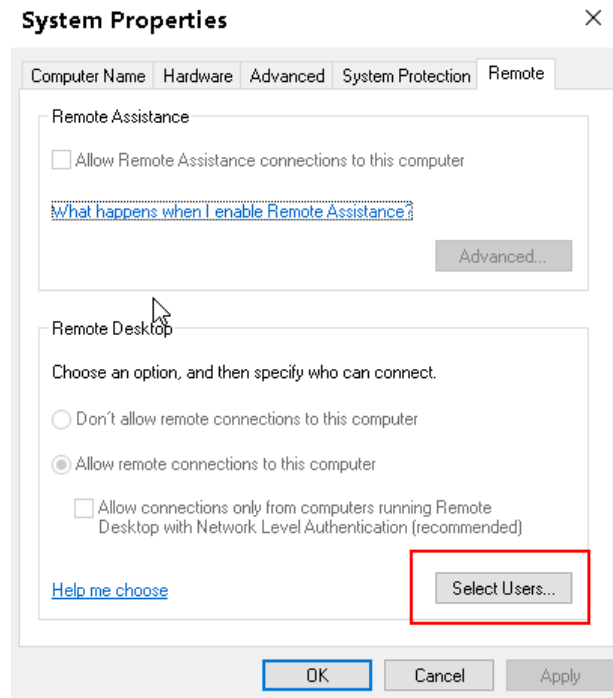 System Properties
Computer Name Hardware Advanced System Protection Remote
Remote Assistance
Allow Remote Assistance connections to this computer
What happens when I enable Remote Assistance?
Advanced...
Remote Desktop
Choose an option, and then specify who can connect.
Don't allow remote connections to this computer
Allow remote connections to this computer
Allow connections only from computers running Remote
Desktop with Network Level Authentication (recommended)
Help me choose
Select Users...
OK Cancel Apply